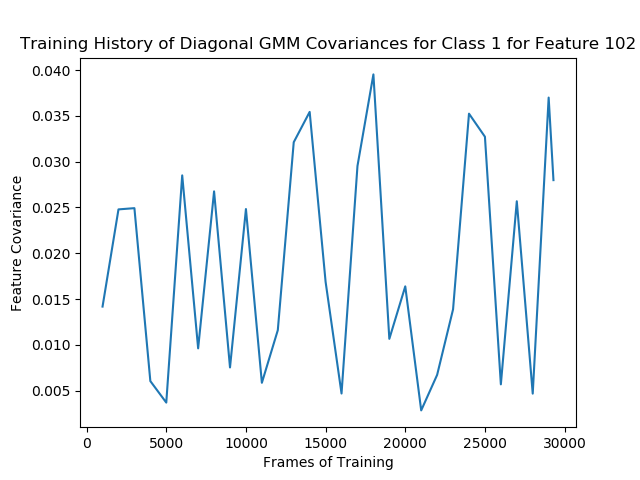 Training History of Diagonal GMM Covariances for Class 1 for Feature 102
0.040
0.035
0.030
0.025
0.020
0.015
0.010
0.005
Feature Covariance
0 5000 10000 15000 20000 25000 30000
Frames of Training